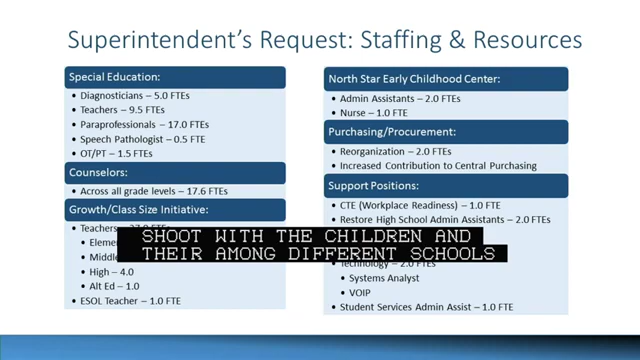 Superintendent's Request: Staffing & Resources
Special Education:
• Diagnosticians – 5.0 FTEs
• Teachers – 9.5 FTEs
• Paraprofessionals – 17.0 FTEs
• Speech Pathologist – 0.5 FTE
• OT/PT – 1.5 FTEs
Counselors:
• Across all grade levels – 17.6 FTEs
Growth/Class Size Initiative:
• Teachers
• Elemen
• Middle
• High – 4.0
• Alt Ed – 1.0
• ESOL Teacher – 1.0 FTE
North Star Early Childhood Center:
• Admin Assistants – 2.0 FTEs
• Nurse – 1.0 FTE
Purchasing/Procurement:
• Reorganization – 2.0 FTEs
• Increased Contribution to Central Purchasing
Support Positions:
• CTE (Workplace Readiness) – 1.0 FTE
• Restore High School Admin Assistants – 2.0 FTEs
• Technology – 2.0 FTEs
• Systems Analyst
• VOIP
• Student Services Admin Assist – 1.0 FTE
SHOOT WITH THE CHILDREN AND
THEIR AMONG DIFFERENT SCHOOLS